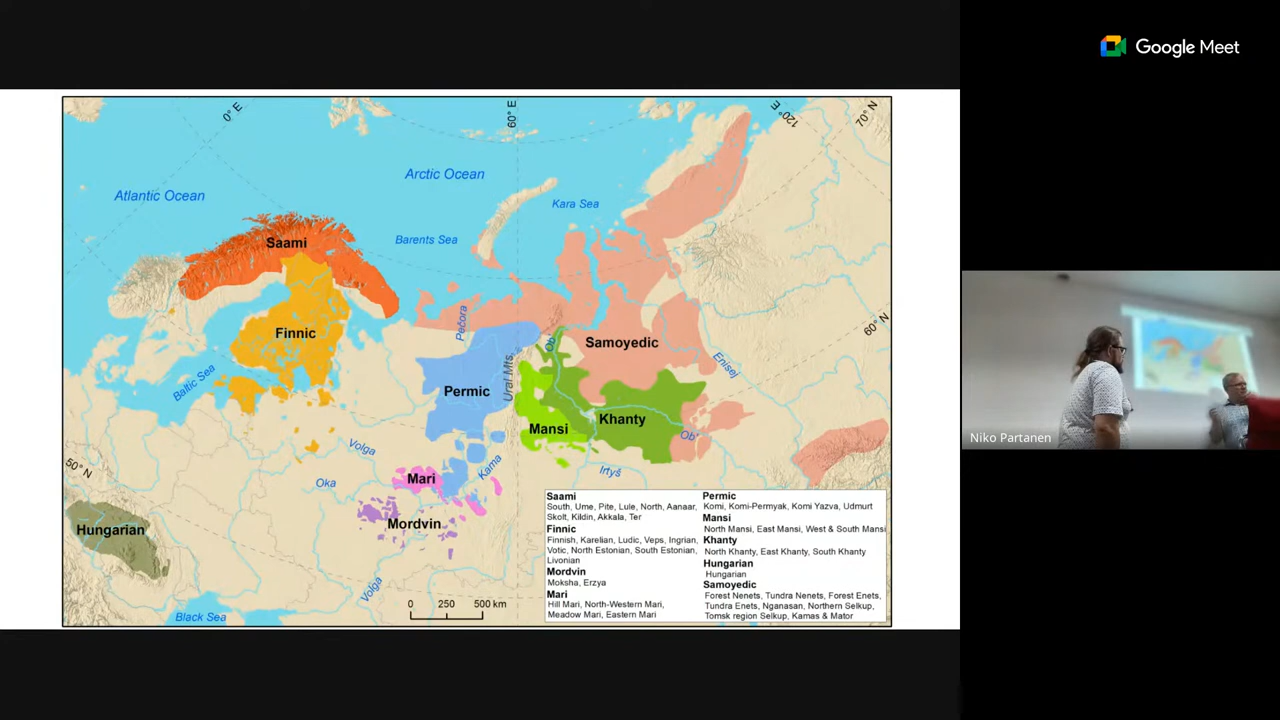 Google Meet
0° E
60° E
120° E
70° N
Atlantic Ocean
Arctic Ocean
Kara Sea
Barents Sea
Saami
Pečora
Finnic
Ob'
Samoyedic
60° N
Ural Mts.
Enisej
Baltic Sea
Permic
Khanty
Mansi
Ob'
Volga
Kama
Irtyš
50° N
Oka
Mari
Mordvin
Hungarian
Volga
Black Sea
0 250 500 km
Saami
South, Ume, Pite, Lule, North, Aanaar,
Skolt, Kildin, Akkala, Ter
Finnic
Finnish, Karelian, Ludic, Veps, Ingrian,
Votic, North Estonian, South Estonian,
Livonian
Mordvin
Moksha, Erzya
Mari
Hill Mari, North-Western Mari,
Meadow Mari, Eastern Mari
Permic
Komi, Komi-Permyak, Komi Yazva, Udmurt
Mansi
North Mansi, East Mansi, West & South Mansi
Khanty
North Khanty, East Khanty, South Khanty
Hungarian
Hungarian
Samoyedic
Forest Nenets, Tundra Nenets, Forest Enets,
Tundra Enets, Nganasan, Northern Selkup,
Tomsk region Selkup, Kamas & Mator
Niko Partanen